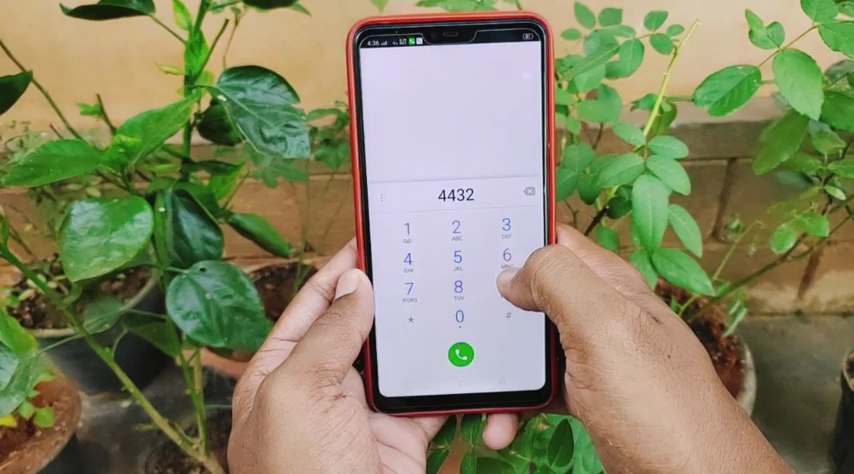 4:36
4432
1 2 3
ABC DEF
4 5 6
GHI JKL MNO
7 8
PQRS TUV
* 0 #
+